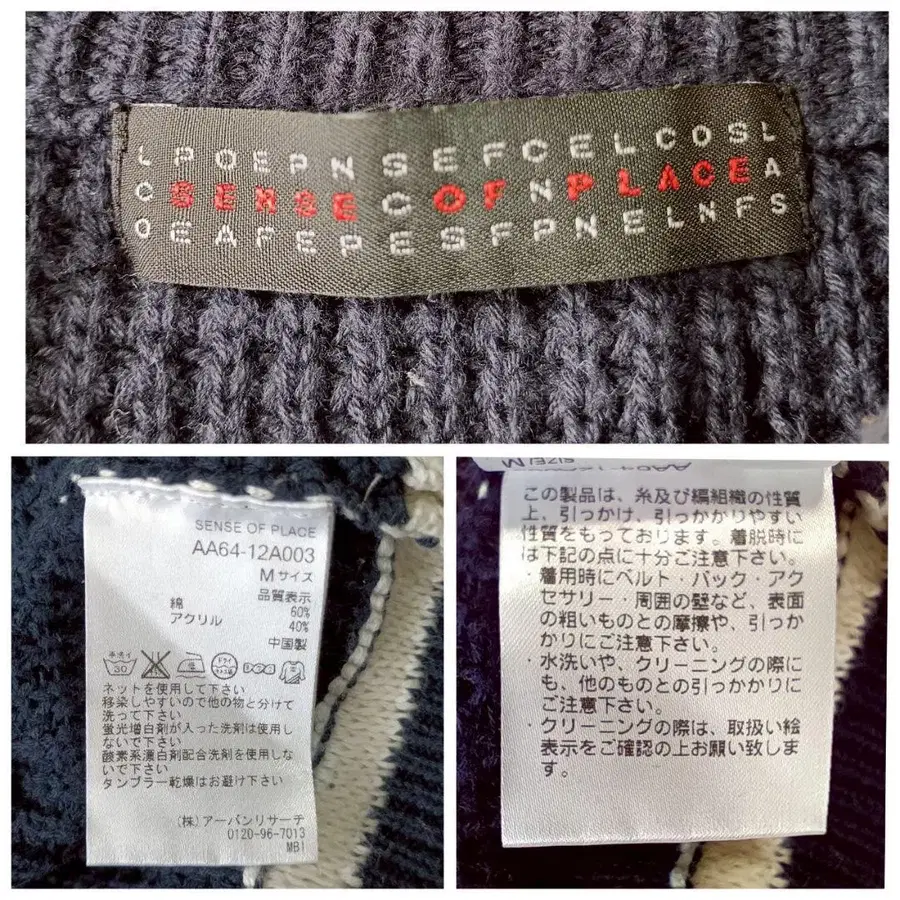 L P O E P N S E F C E L C O S L
C SENSE C OF N PLACE A
O E A F E P E S F P N E L N F S
SENSE OF PLACE
AA64-12A003
Mサイズ
品質表示
綿 60%
アクリル 40%
中国製
手洗イ
30
ドライ
ネットを使用して下さい
移染しやすいので他の物と分けて
洗って下さい
蛍光増白剤が入った洗剤は使用し
ないで下さい
酸素系漂白剤配合洗剤を使用しな
いで下さい
タンブラー乾燥はお避け下さい
(株)アーバンリサーチ
0120-96-7013
MB1
SIZE:M
この製品は、糸及び編組織の性質
上、引っかけ、引っかかりやすい
性質をもっております。着脱時に
は下記の点に十分ご注意下さい。
・着用時にベルト・バック・アク
セサリー・周囲の壁など、表面
の粗いものとの摩擦や、引っか
かりにご注意下さい。
・水洗いや、クリーニングの際に
も、他のものとの引っかかりに
ご注意下さい。
・クリーニングの際は、取扱い絵
表示をご確認の上お願い致しま
す。